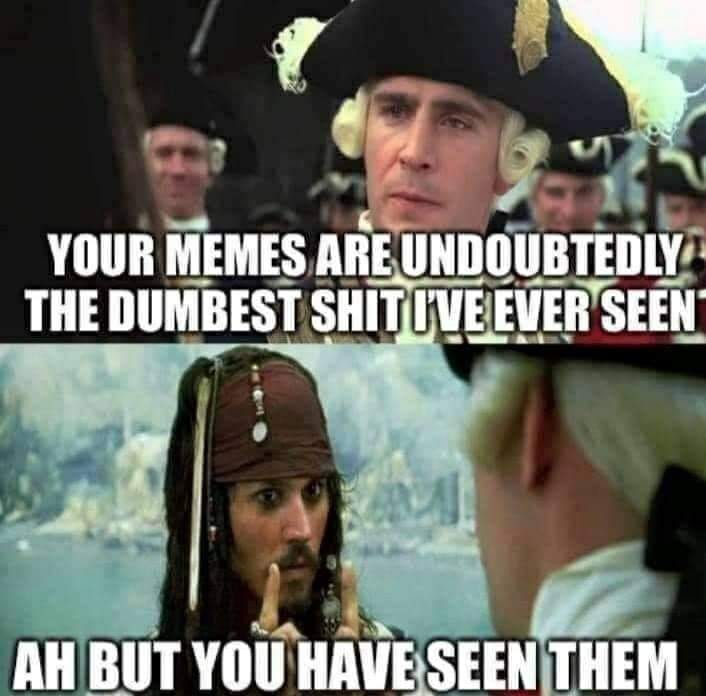 YOUR MEMES ARE UNDOUBTEDLY
THE DUMBEST SHIT I'VE EVER SEEN
AH BUT YOU HAVE SEEN THEM